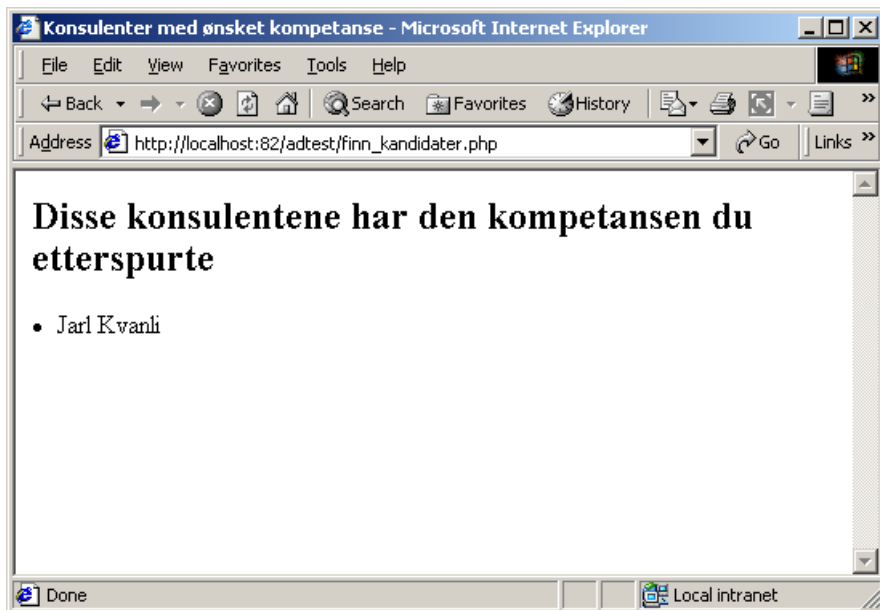 Konsulenter med ønsket kompetanse - Microsoft Internet Explorer
File Edit View Favorites Tools Help
Back Search Favorites History »
Address http://localhost:82/adtest/finn_kandidater.php Go Links »
Disse konsulentene har den kompetansen du
etterspurte
• Jarl Kvanli
Done Local intranet